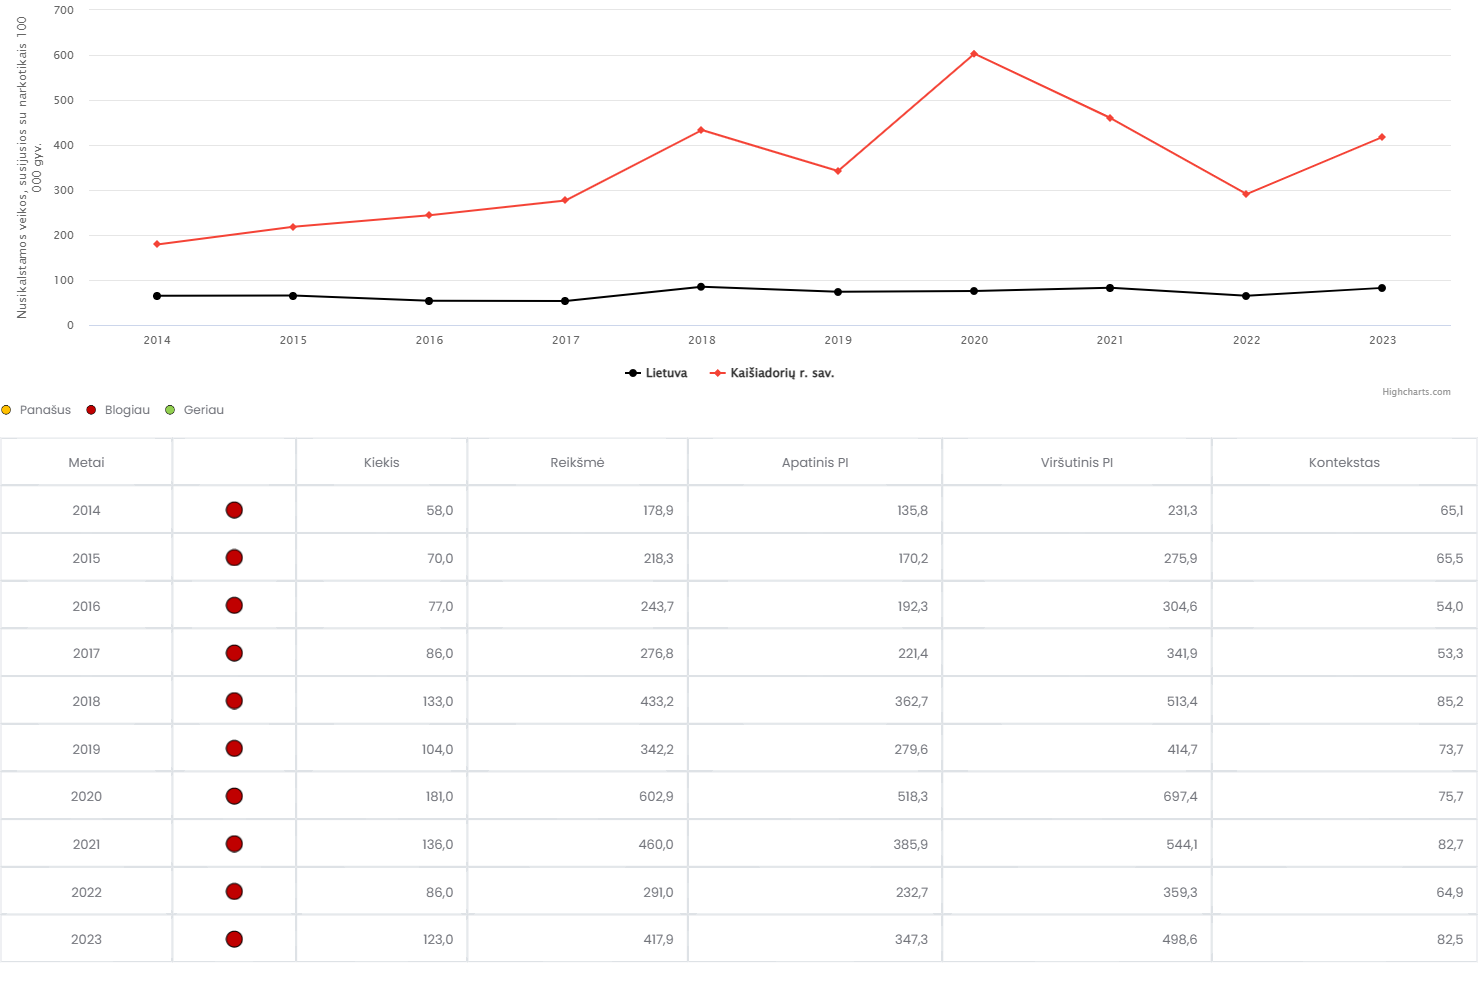 700
600
500
400
300
200
100
0
Nusikalstamos veikos, susijusios su narkotikais 100
000 gyv.
2014 2015 2016 2017 2018 2019 2020 2021 2022 2023
Lietuva Kaišiadorių r. sav.
Highcharts.com
Panašus Blogiau Geriau
Metai Kiekis Reikšmė Apatinis PI Viršutinis PI Kontekstas
2014 58,0 178,9 135,8 231,3 65,1
2015 70,0 218,3 170,2 275,9 65,5
2016 77,0 243,7 192,3 304,6 54,0
2017 86,0 276,8 221,4 341,9 53,3
2018 133,0 433,2 362,7 513,4 85,2
2019 104,0 342,2 279,6 414,7 73,7
2020 181,0 602,9 518,3 697,4 75,7
2021 136,0 460,0 385,9 544,1 82,7
2022 86,0 291,0 232,7 359,3 64,9
2023 123,0 417,9 347,3 498,6 82,5